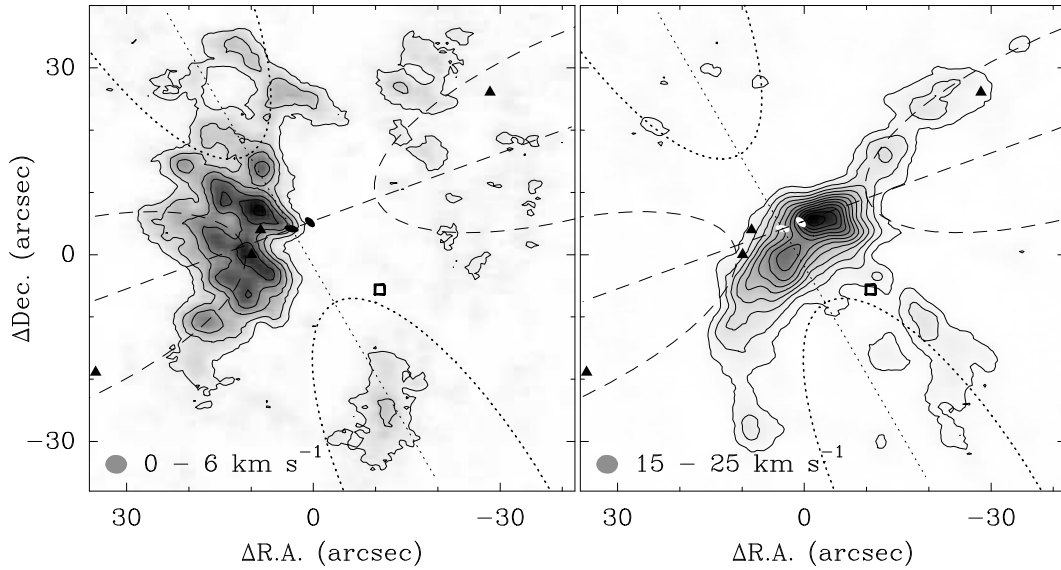 30
0
−30
ΔDec. (arcsec)
0 − 6 km s⁻¹
15 − 25 km s⁻¹
30
0
−30
30
0
−30
ΔR.A. (arcsec)
ΔR.A. (arcsec)